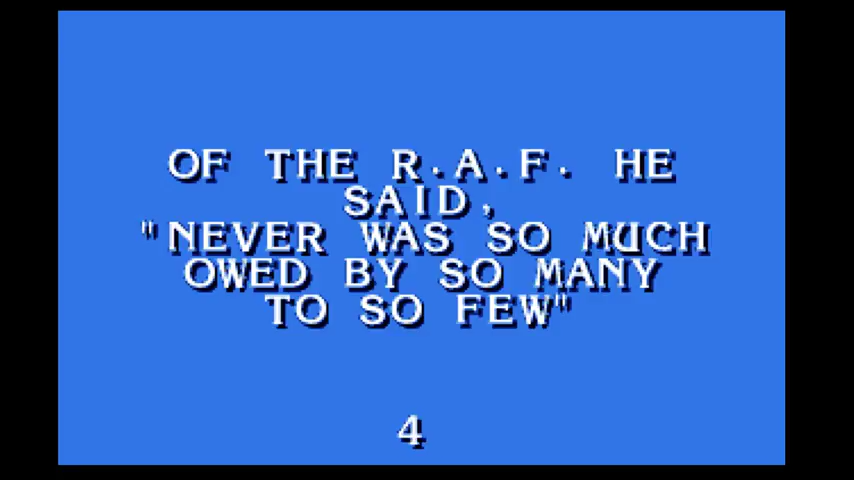 OF THE R.A.F. HE
SAID,
"NEVER WAS SO MUCH
OWED BY SO MANY
TO SO FEW"
4